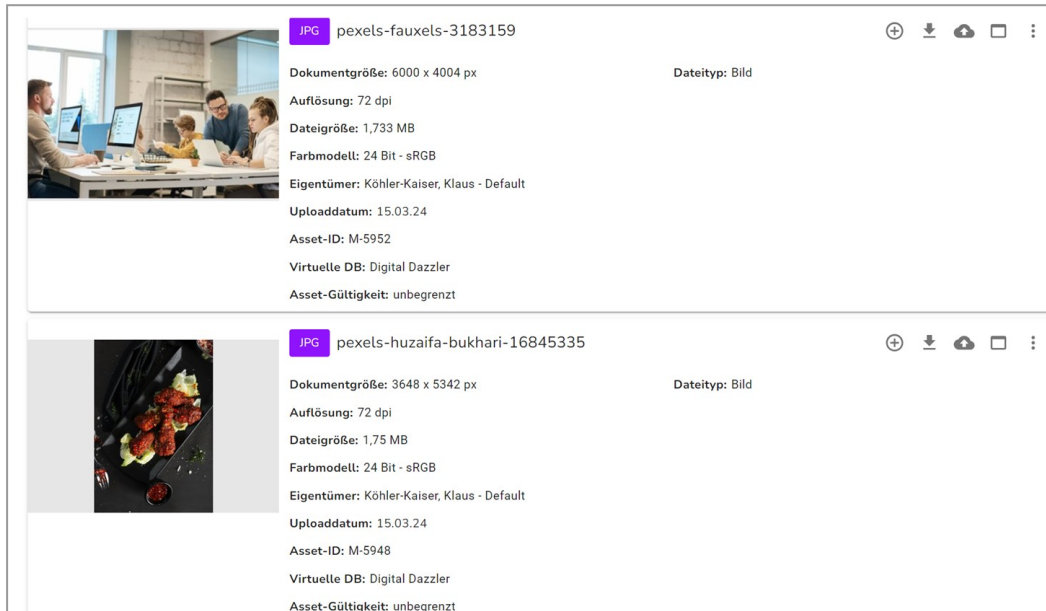 JPG pexels-fauxels-3183159
Dokumentgröße: 6000 x 4004 px Dateityp: Bild
Auflösung: 72 dpi
Dateigröße: 1,733 MB
Farbmodell: 24 Bit - sRGB
Eigentümer: Köhler-Kaiser, Klaus - Default
Uploaddatum: 15.03.24
Asset-ID: M-5952
Virtuelle DB: Digital Dazzler
Asset-Gültigkeit: unbegrenzt
JPG pexels-huzaifa-bukhari-16845335
Dokumentgröße: 3648 x 5342 px Dateityp: Bild
Auflösung: 72 dpi
Dateigröße: 1,75 MB
Farbmodell: 24 Bit - sRGB
Eigentümer: Köhler-Kaiser, Klaus - Default
Uploaddatum: 15.03.24
Asset-ID: M-5948
Virtuelle DB: Digital Dazzler
Asset-Gültigkeit: unbegrenzt